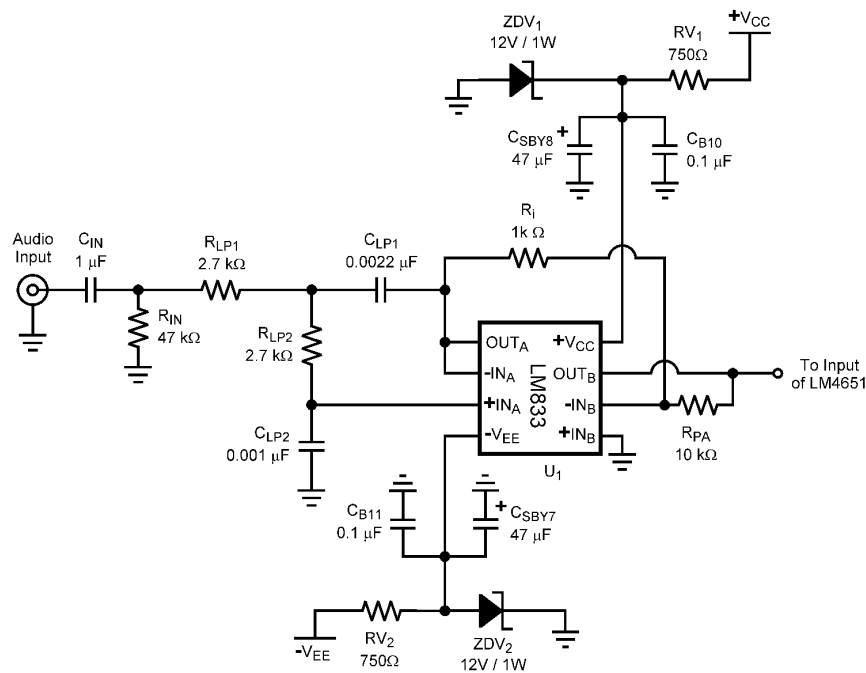 ZDV1
12V / 1W
RV1
750Ω
+VCC
CSBY8
47 µF
+
CB10
0.1 µF
Ri
1k Ω
Audio
Input
CIN
1 µF
RLP1
2.7 kΩ
CLP1
0.0022 µF
RIN
47 kΩ
RLP2
2.7 kΩ
OUTA
-INA
+INA
-VEE
LM833
+VCC
OUTB
-INB
+INB
U1
To Input
of LM4651
RPA
10 kΩ
CLP2
0.001 µF
CB11
0.1 µF
+
CSBY7
47 µF
-VEE
RV2
750Ω
ZDV2
12V / 1W